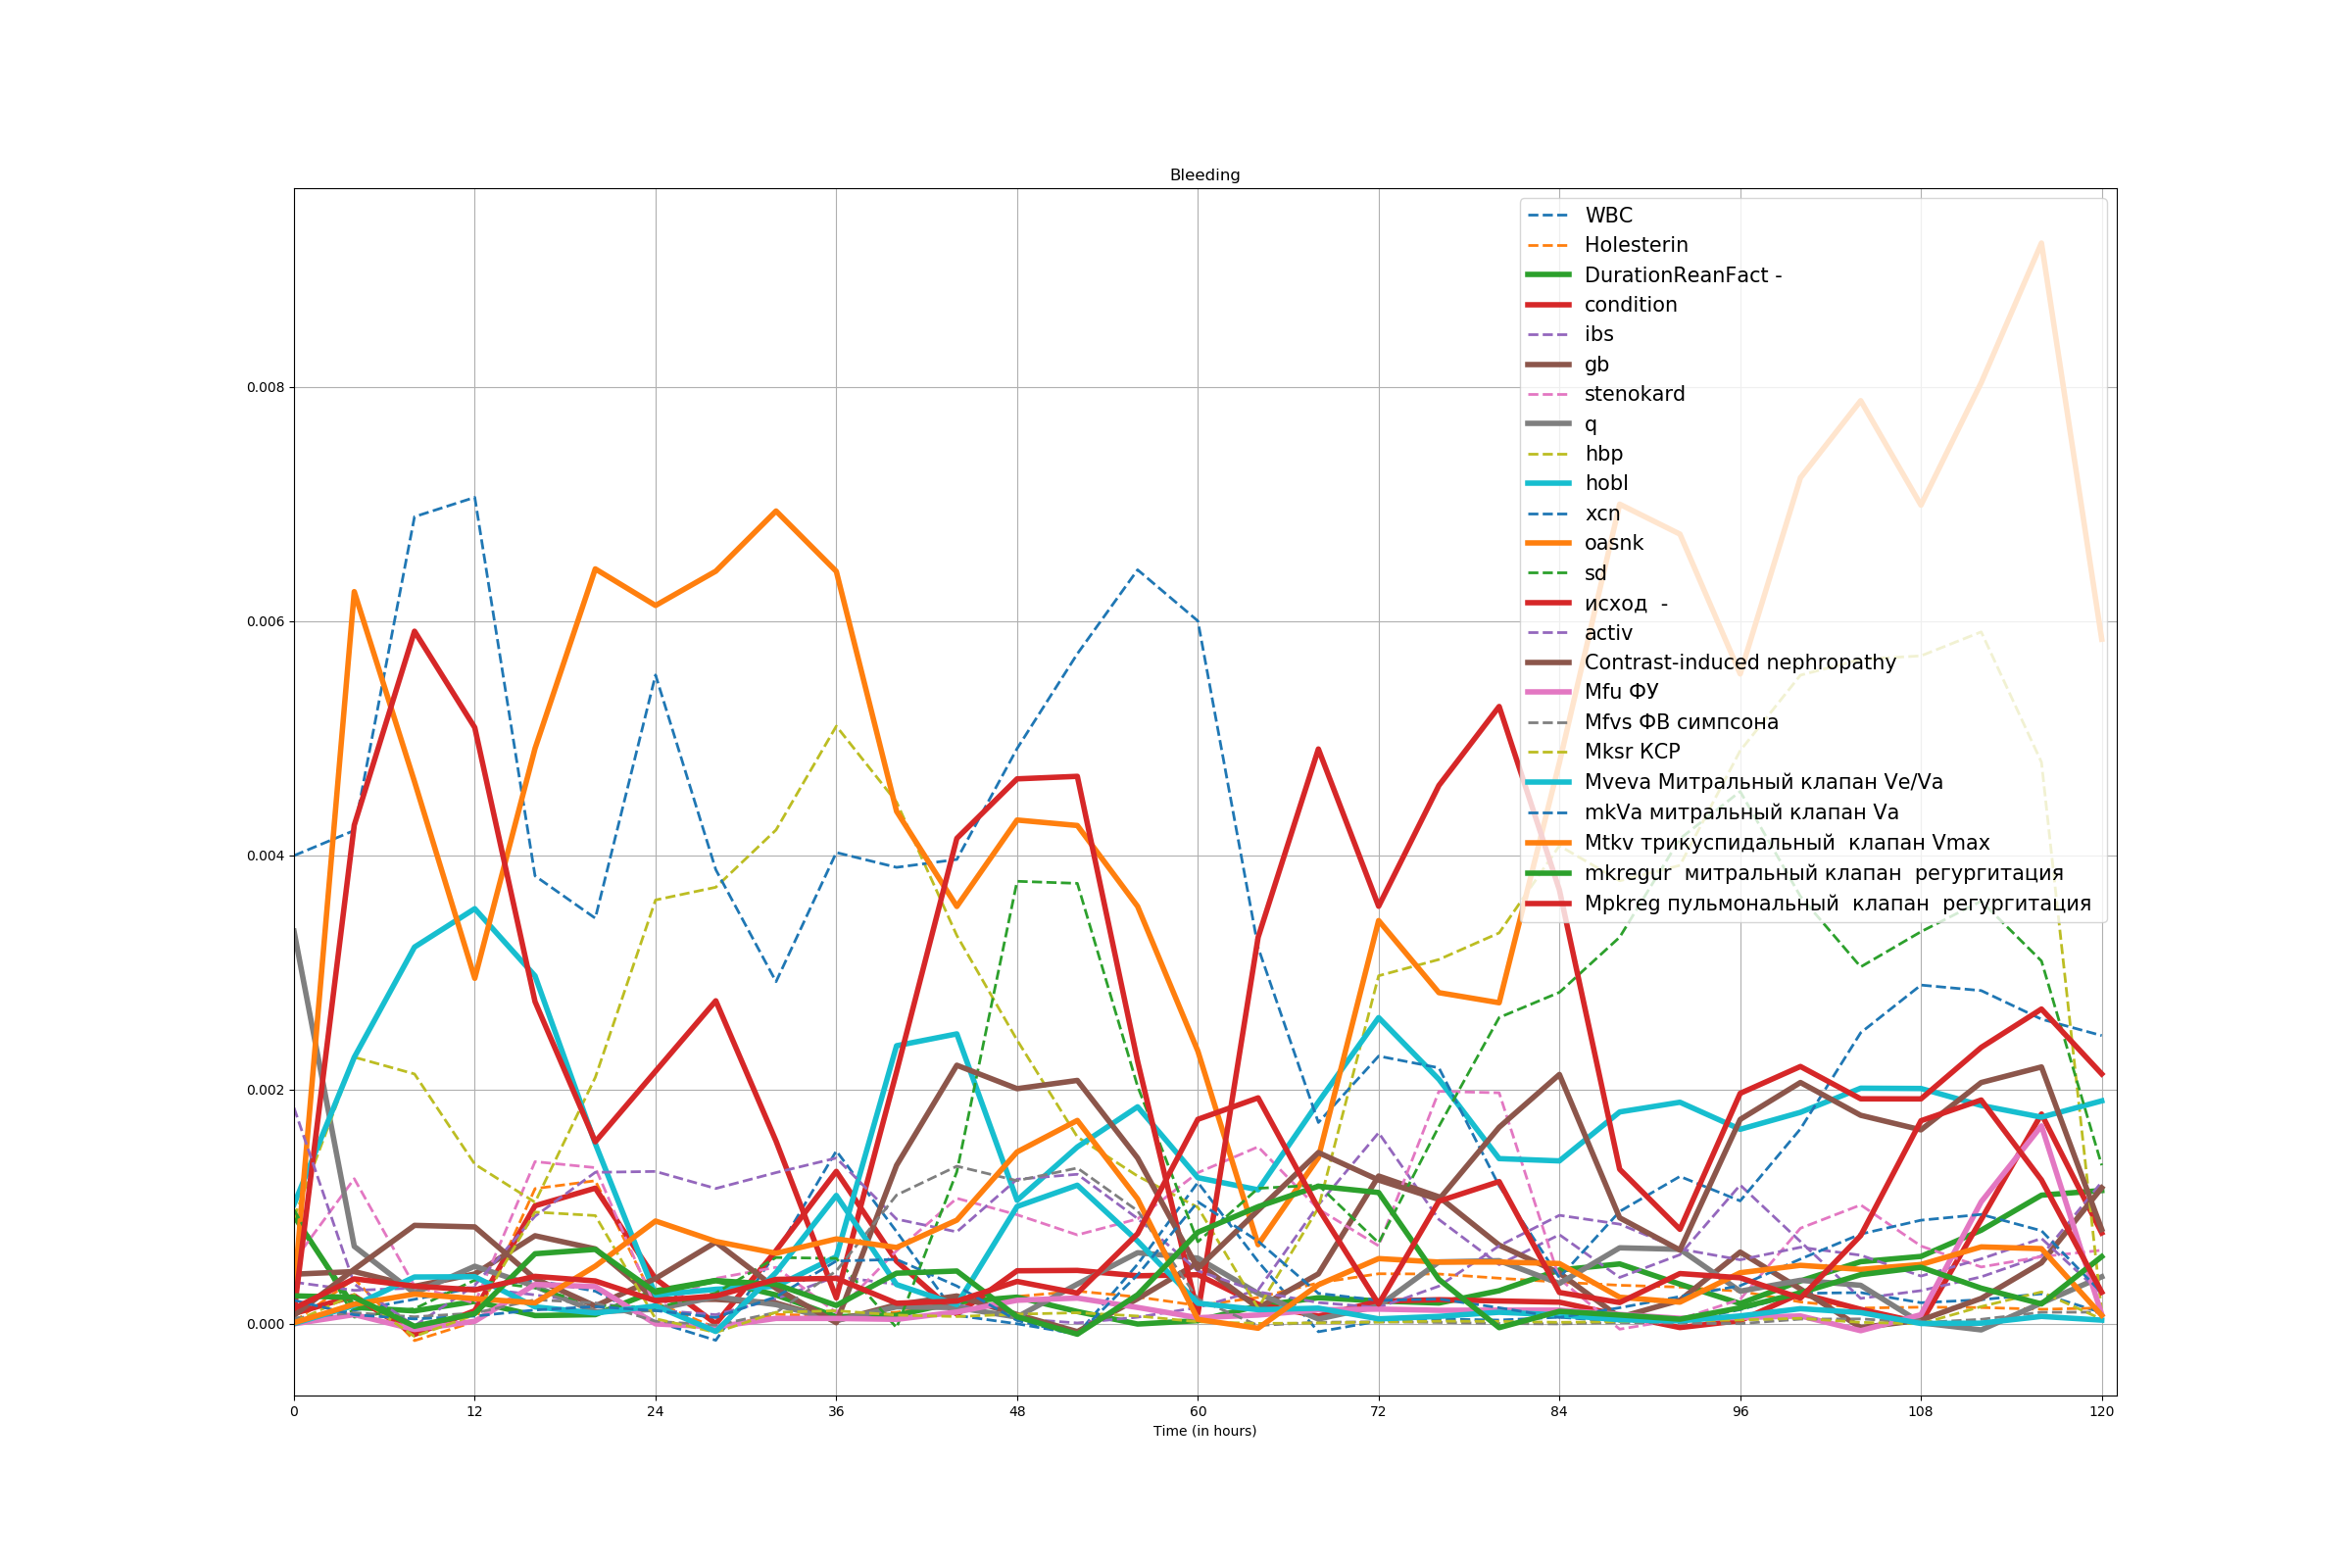 Bleeding
WBC
Holesterin
DurationReanFact -
condition
ibs
gb
stenokard
q
hbp
hobl
xcn
oasnk
sd
исход  -
activ
Contrast-induced nephropathy
Mfu ФУ
Mfvs ФВ симпсона
Mksr КСР
Mveva Митральный клапан Ve/Va
mkVa митральный клапан Va
Mtkv трикуспидальный  клапан Vmax
mkregur  митральный клапан  регургитация
Mpkreg пульмональный  клапан  регургитация
0.008
0.006
0.004
0.002
0.000
0 12 24 36 48 60 72 84 96 108 120
Time (in hours)